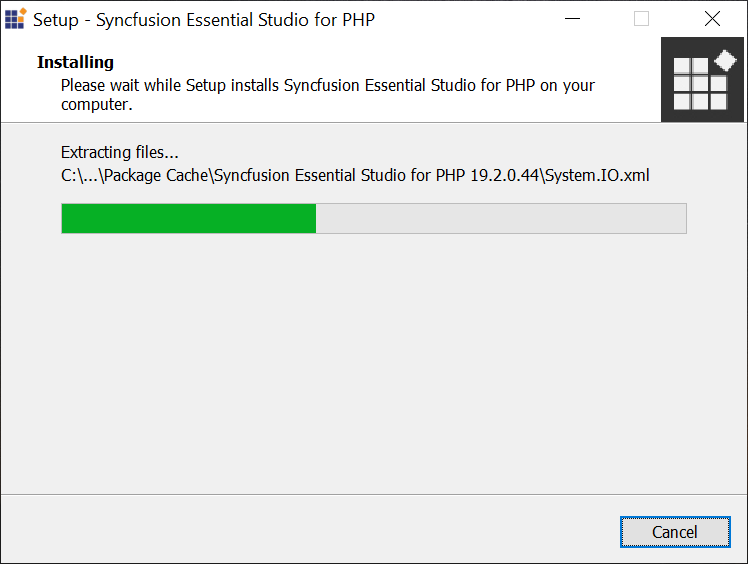 Setup - Syncfusion Essential Studio for PHP
Installing
Please wait while Setup installs Syncfusion Essential Studio for PHP on your
computer.
Extracting files...
C:\...\Package Cache\Syncfusion Essential Studio for PHP 19.2.0.44\System.IO.xml
Cancel